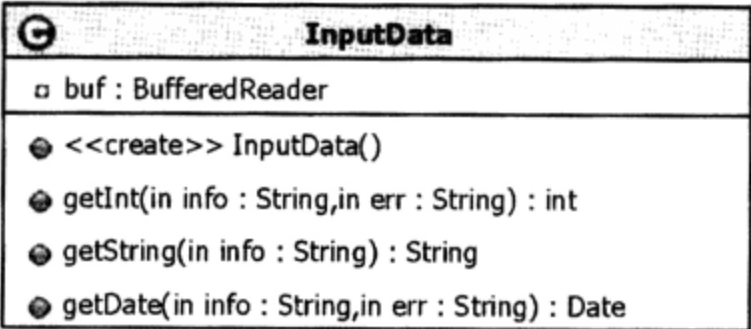 InputData
buf : BufferedReader
<<create>> InputData()
getInt(in info : String,in err : String) : int
getString(in info : String) : String
getDate(in info : String,in err : String) : Date